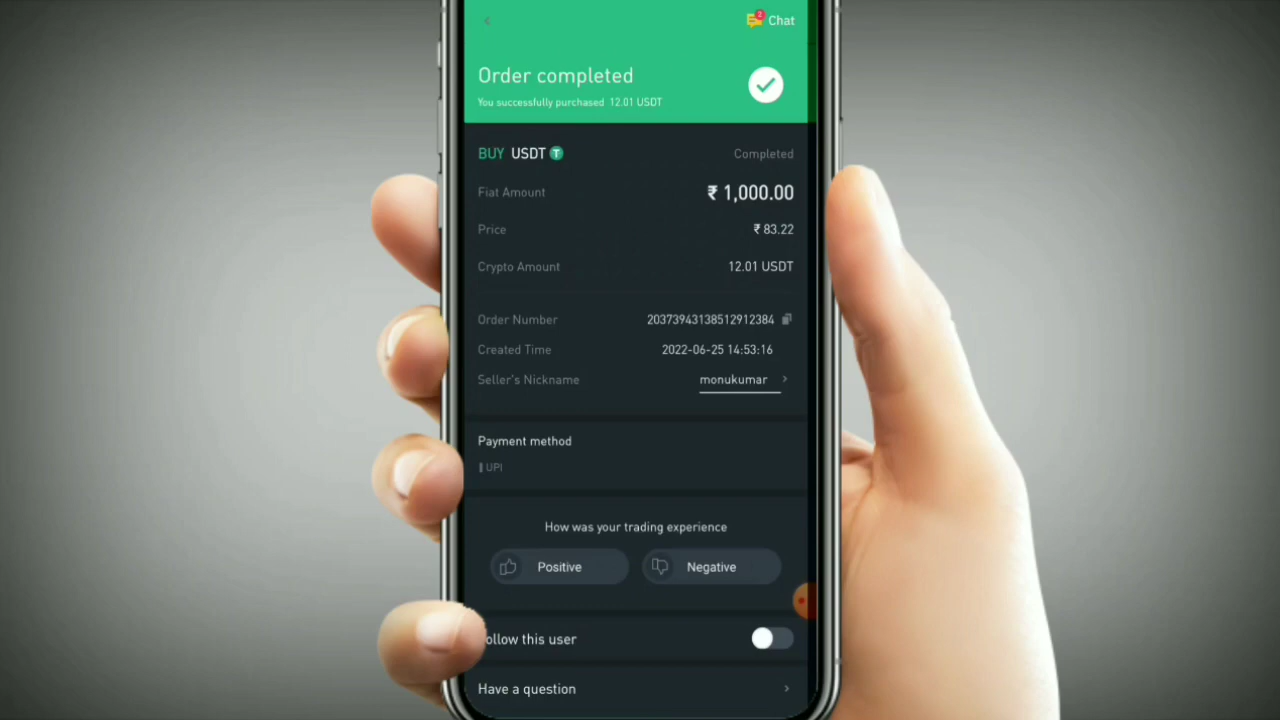 2 Chat
Order completed
You successfully purchased 12.01 USDT
BUY USDT T
Completed
Fiat Amount ₹ 1,000.00
Price ₹ 83.22
Crypto Amount 12.01 USDT
Order Number 20373943138512912384
Created Time 2022-06-25 14:53:16
Seller's Nickname monukumar
Payment method
UPI
How was your trading experience
Positive Negative
ollow this user
Have a question